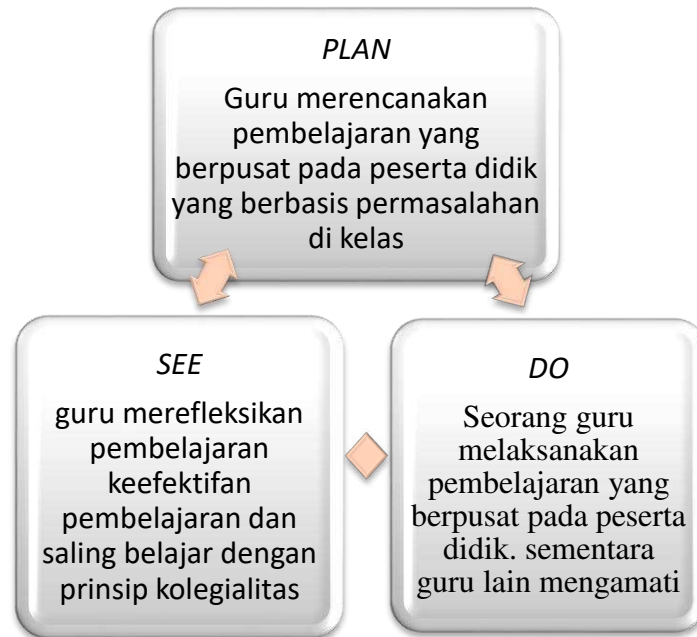 PLAN
Guru merencanakan
pembelajaran yang
berpusat pada peserta didik
yang berbasis permasalahan
di kelas
SEE
guru merefleksikan
pembelajaran
keefektifan
pembelajaran dan
saling belajar dengan
prinsip kolegialitas
DO
Seorang guru
melaksanakan
pembelajaran yang
berpusat pada peserta
didik. sementara
guru lain mengamati